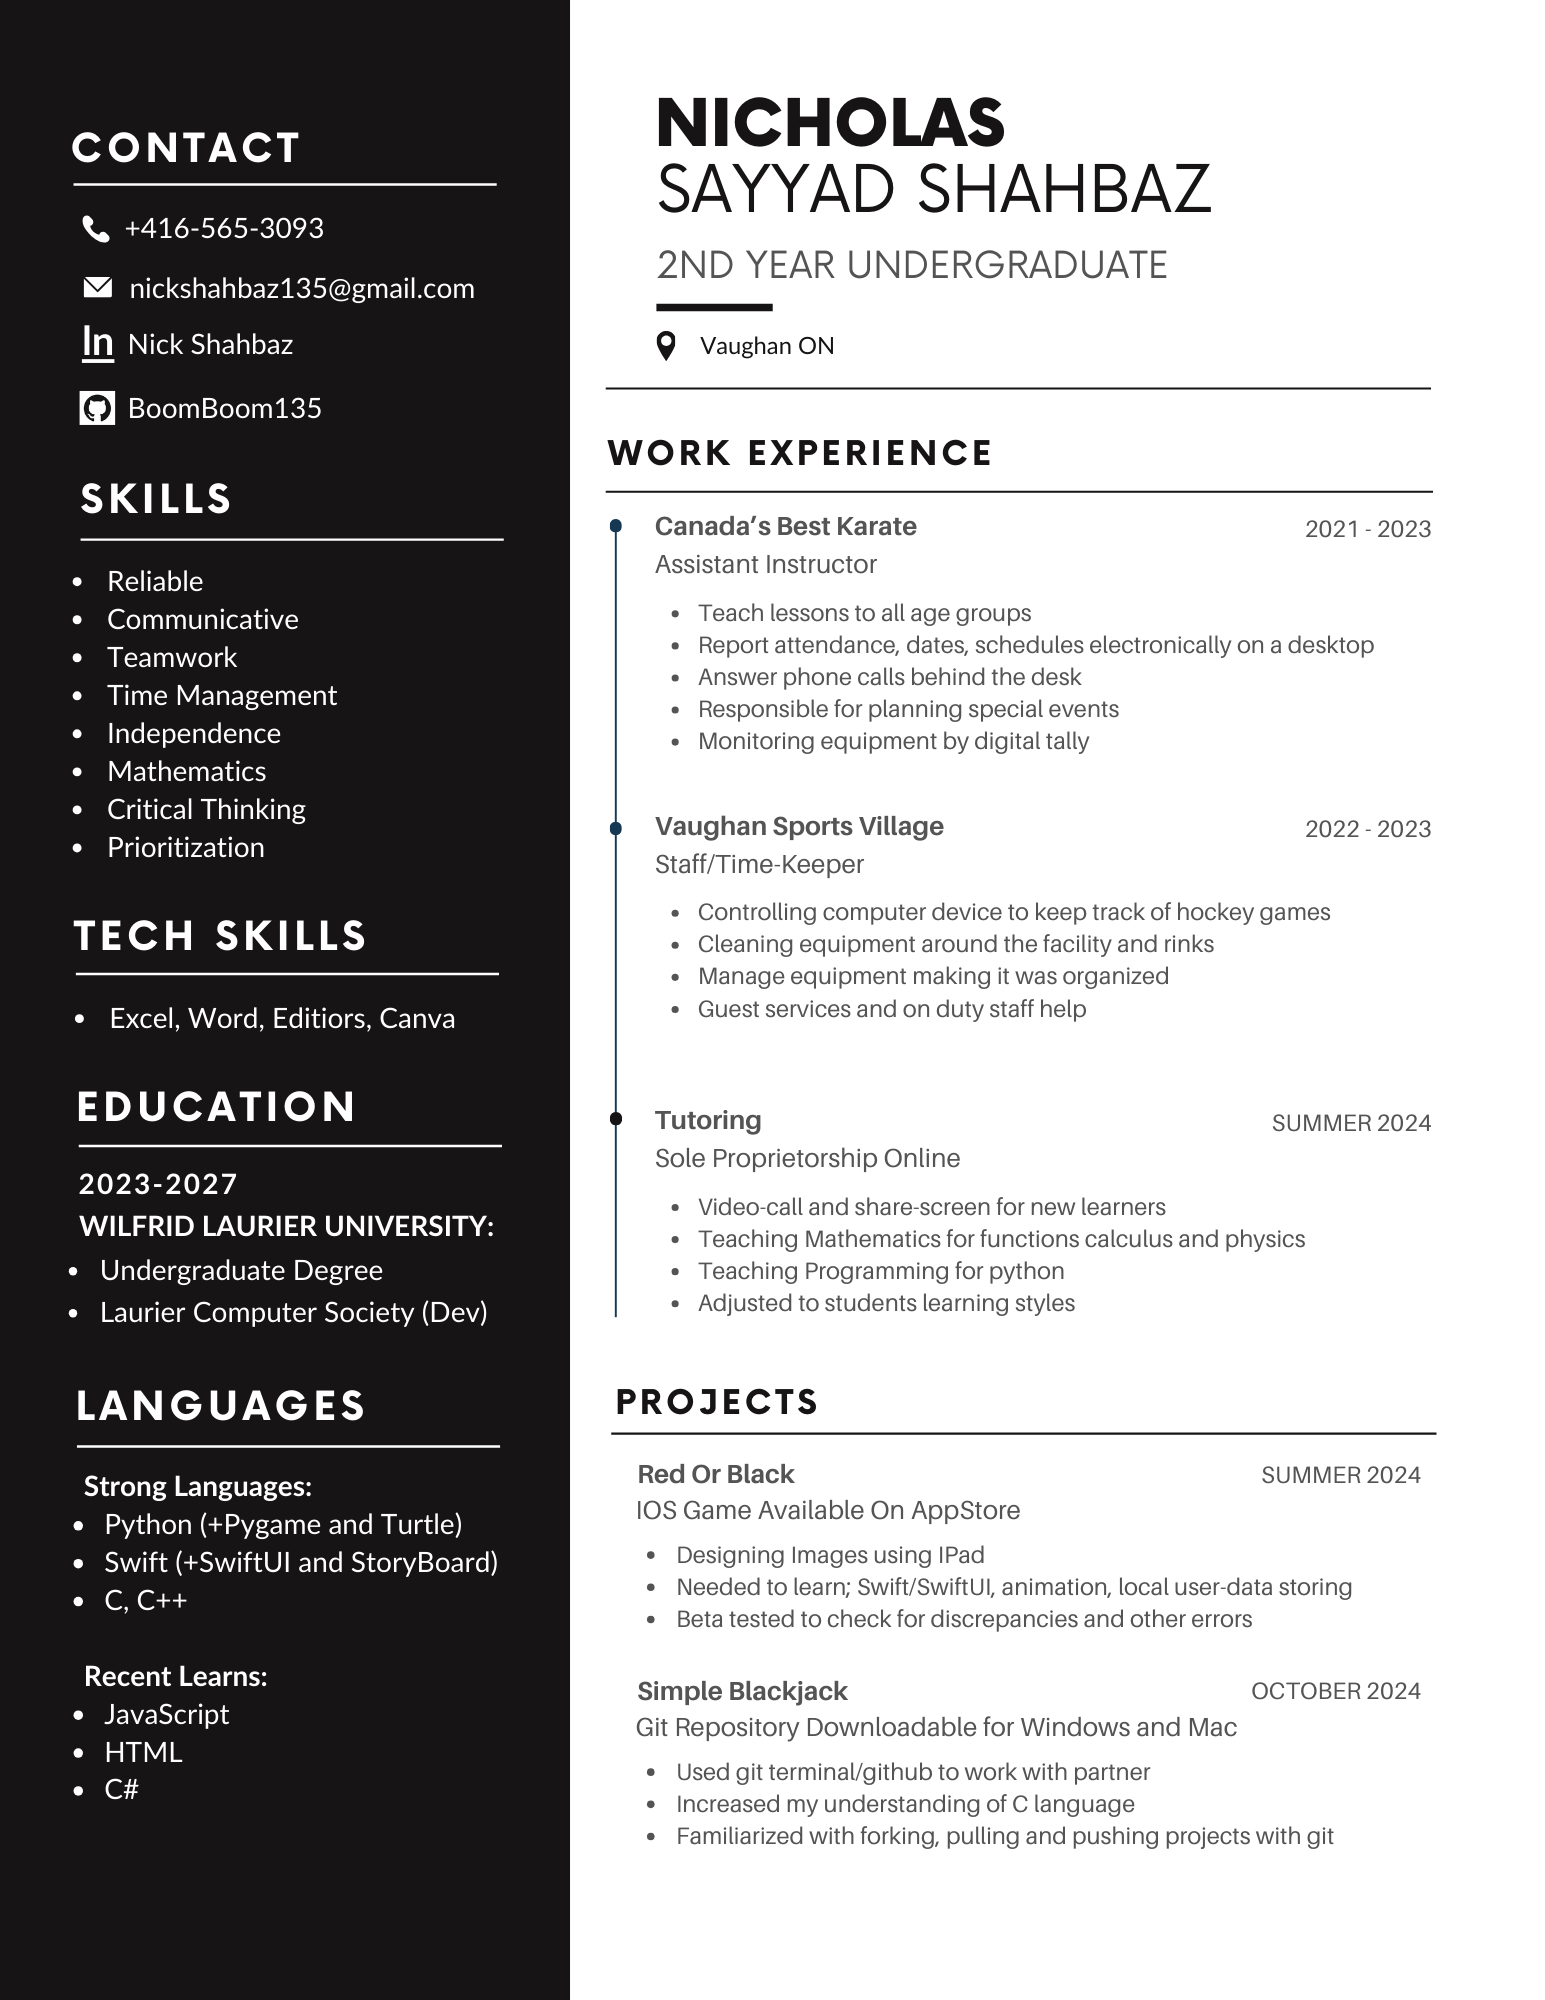 CONTACT
+416-565-3093
nickshahbaz135@gmail.com
In Nick Shahbaz
BoomBoom135
SKILLS
• Reliable
• Communicative
• Teamwork
• Time Management
• Independence
• Mathematics
• Critical Thinking
• Prioritization
TECH SKILLS
• Excel, Word, Editiors, Canva
EDUCATION
2023-2027
WILFRID LAURIER UNIVERSITY:
• Undergraduate Degree
• Laurier Computer Society (Dev)
LANGUAGES
Strong Languages:
• Python (+Pygame and Turtle)
• Swift (+SwiftUI and StoryBoard)
• C, C++
Recent Learns:
• JavaScript
• HTML
• C#
NICHOLAS
SAYYAD SHAHBAZ
2ND YEAR UNDERGRADUATE
Vaughan ON
WORK EXPERIENCE
Canada’s Best Karate 2021 - 2023
Assistant Instructor
• Teach lessons to all age groups
• Report attendance, dates, schedules electronically on a desktop
• Answer phone calls behind the desk
• Responsible for planning special events
• Monitoring equipment by digital tally
Vaughan Sports Village 2022 - 2023
Staff/Time-Keeper
• Controlling computer device to keep track of hockey games
• Cleaning equipment around the facility and rinks
• Manage equipment making it was organized
• Guest services and on duty staff help
Tutoring SUMMER 2024
Sole Proprietorship Online
• Video-call and share-screen for new learners
• Teaching Mathematics for functions calculus and physics
• Teaching Programming for python
• Adjusted to students learning styles
PROJECTS
Red Or Black SUMMER 2024
IOS Game Available On AppStore
• Designing Images using IPad
• Needed to learn; Swift/SwiftUI, animation, local user-data storing
• Beta tested to check for discrepancies and other errors
Simple Blackjack OCTOBER 2024
Git Repository Downloadable for Windows and Mac
• Used git terminal/github to work with partner
• Increased my understanding of C language
• Familiarized with forking, pulling and pushing projects with git